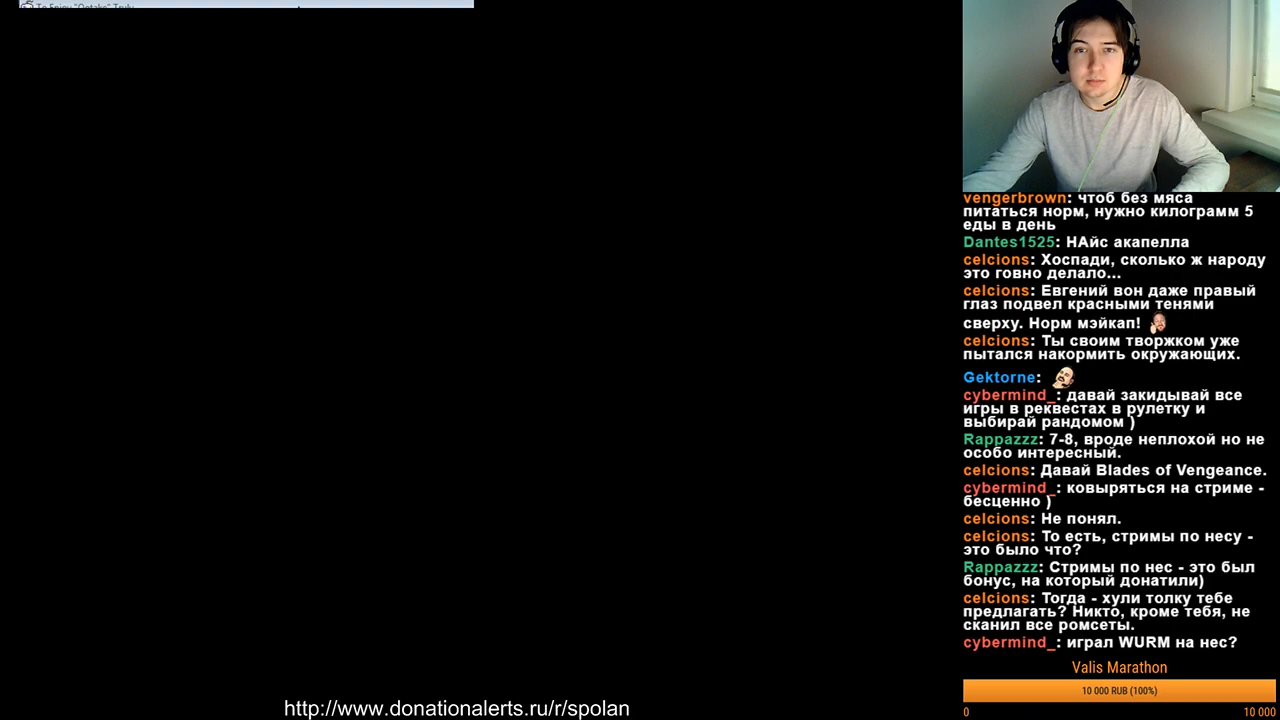 To Enjoy "Ontake" Truly
vengerbrown: чтоб без мяса
питаться норм, нужно килограмм 5
еды в день
Dantes1525: НАйс акапелла
celcions: Хоспади, сколько ж народу
это говно делало...
celcions: Евгений вон даже правый
глаз подвел красными тенями
сверху. Норм мэйкап!
celcions: Ты своим творжком уже
пытался накормить окружающих.
Gektorne:
cybermind_: давай закидывай все
игры в реквестах в рулетку и
выбирай рандомом )
Rappazzz: 7-8, вроде неплохой но не
особо интересный.
celcions: Давай Blades of Vengeance.
cybermind_: ковыряться на стриме -
бесценно )
celcions: Не понял.
celcions: То есть, стримы по несу -
это было что?
Rappazzz: Стримы по нес - это был
бонус, на который донатили)
celcions: Тогда - хули толку тебе
предлагать? Никто, кроме тебя, не
сканил все ромсеты.
cybermind_: играл WURM на нес?
Valis Marathon
10 000 RUB (100%)
0 10 000
http://www.donationalerts.ru/r/spolan